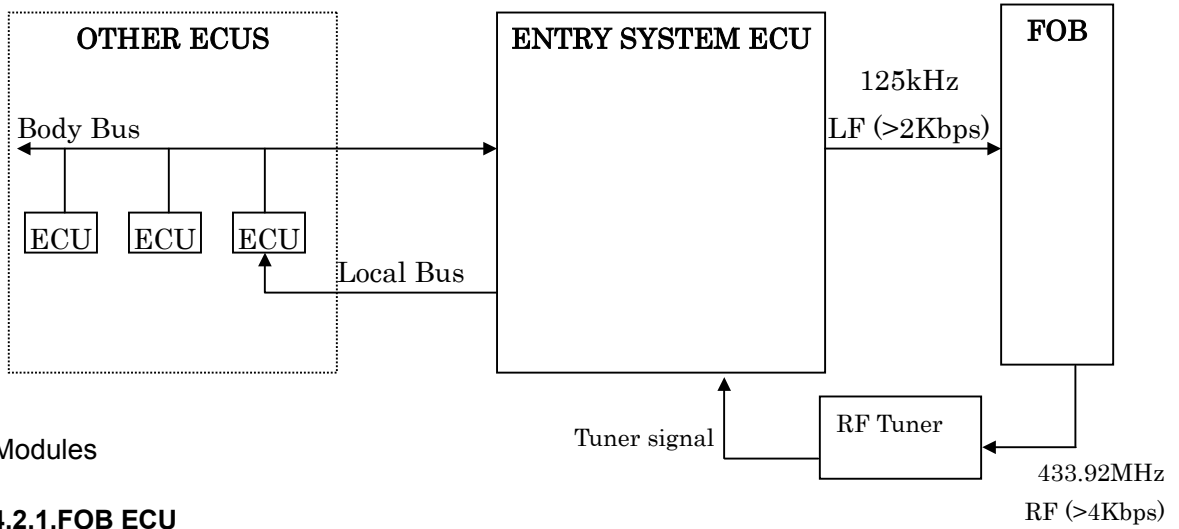 OTHER ECUS
ENTRY SYSTEM ECU
FOB
125kHz
LF (>2Kbps)
Body Bus
ECU
ECU
ECU
Local Bus
Tuner signal
RF Tuner
433.92MHz
RF (>4Kbps)
Modules
4.2.1.FOB ECU